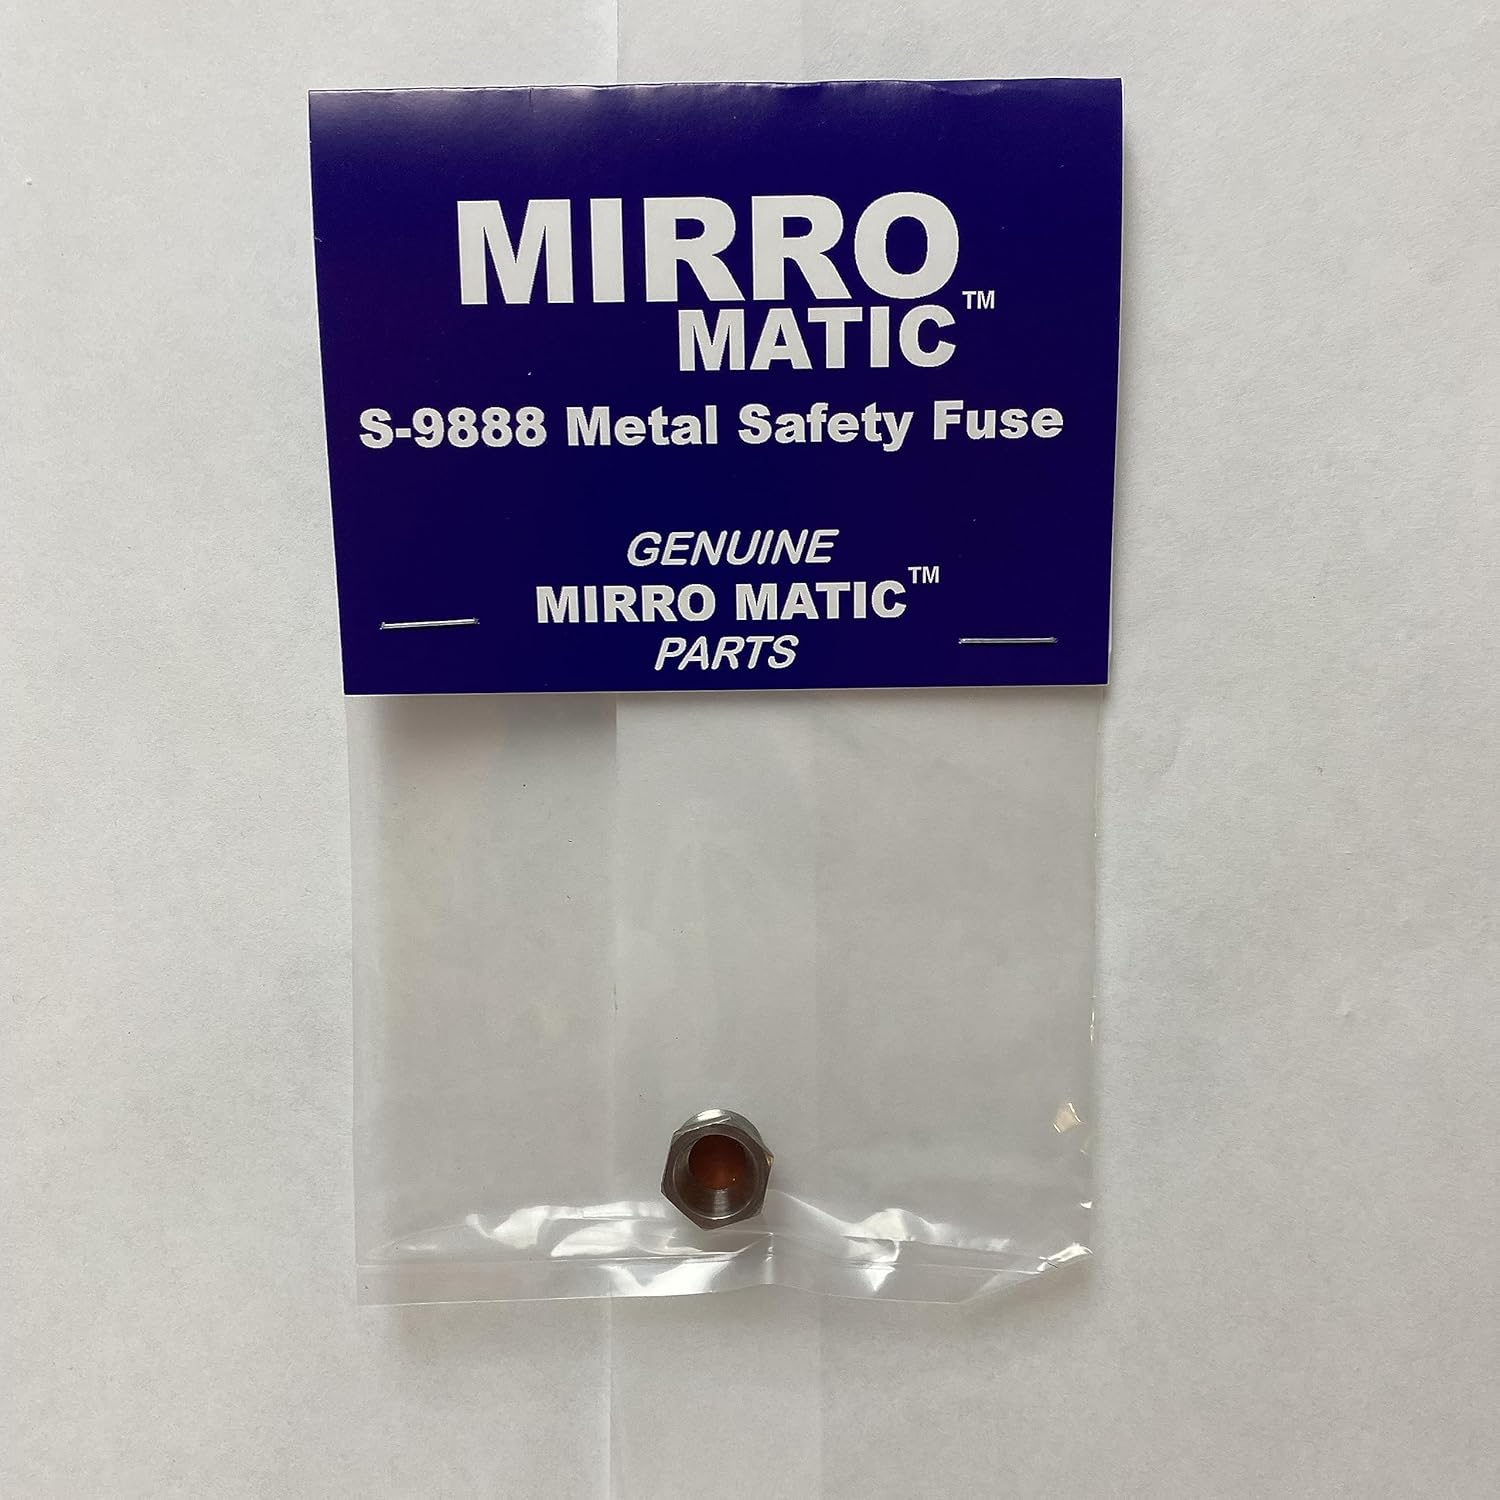 MIRRO
MATIC™
S-9888 Metal Safety Fuse
GENUINE
MIRRO MATIC™
PARTS